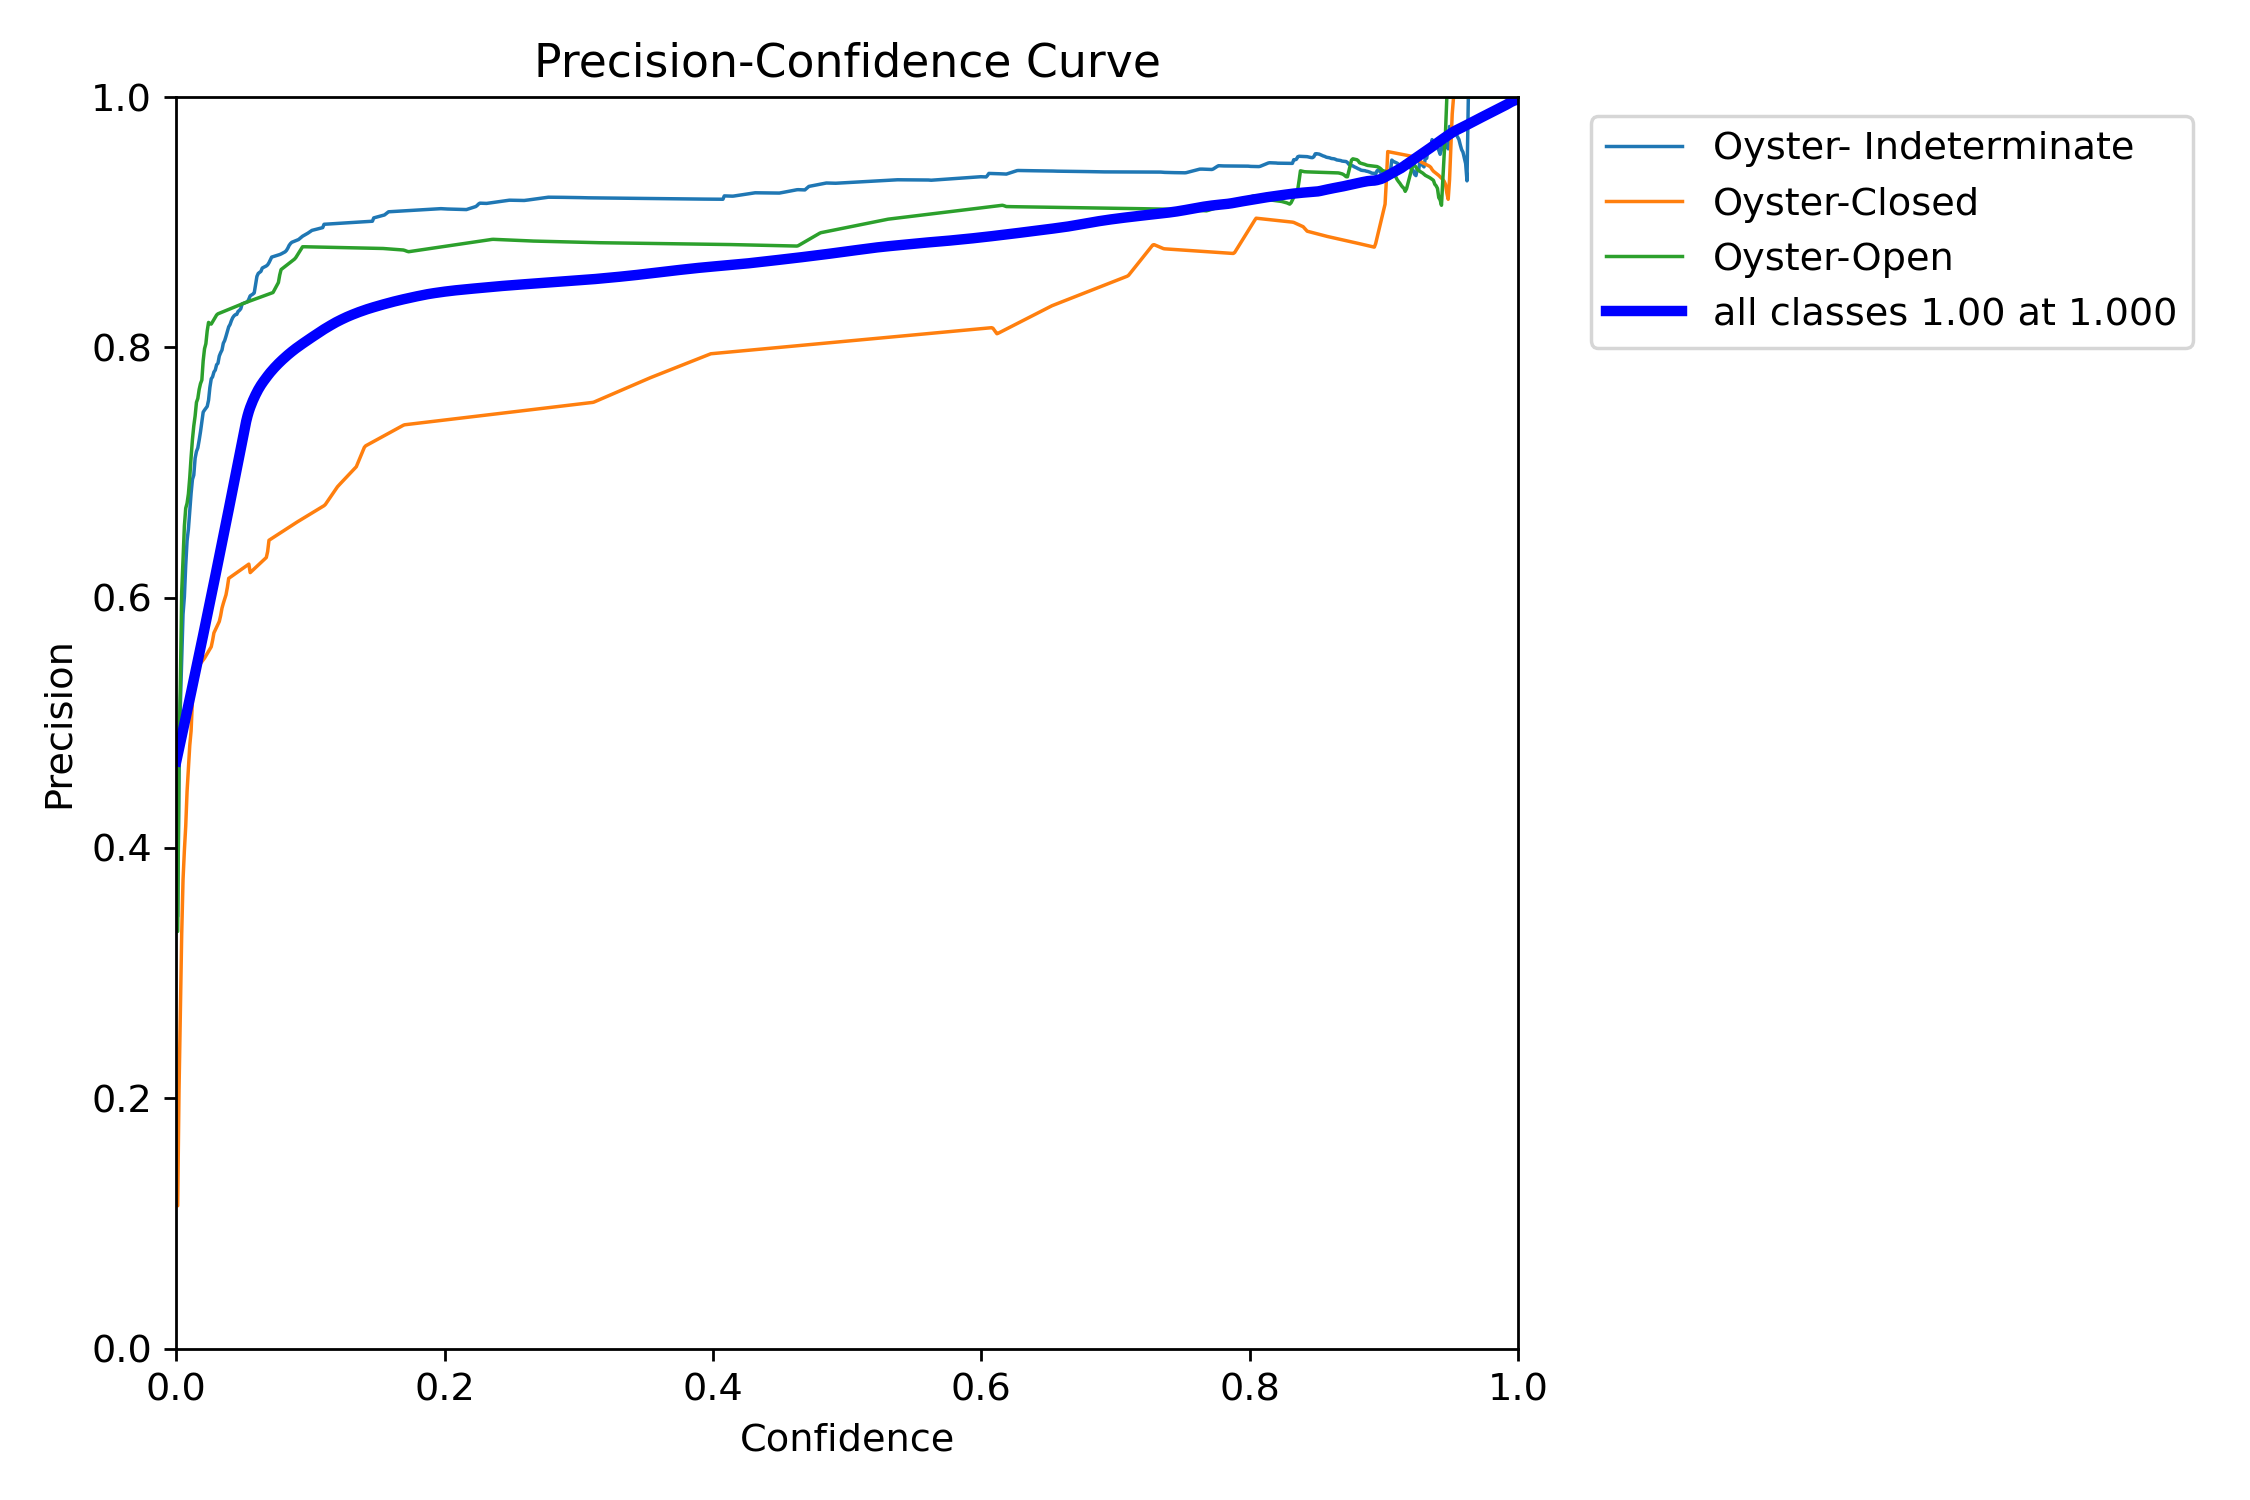 Precision-Confidence Curve
1.0
0.8
0.6
0.4
0.2
0.0
Precision
0.0 0.2 0.4 0.6 0.8 1.0
Confidence
Oyster- Indeterminate
Oyster-Closed
Oyster-Open
all classes 1.00 at 1.000